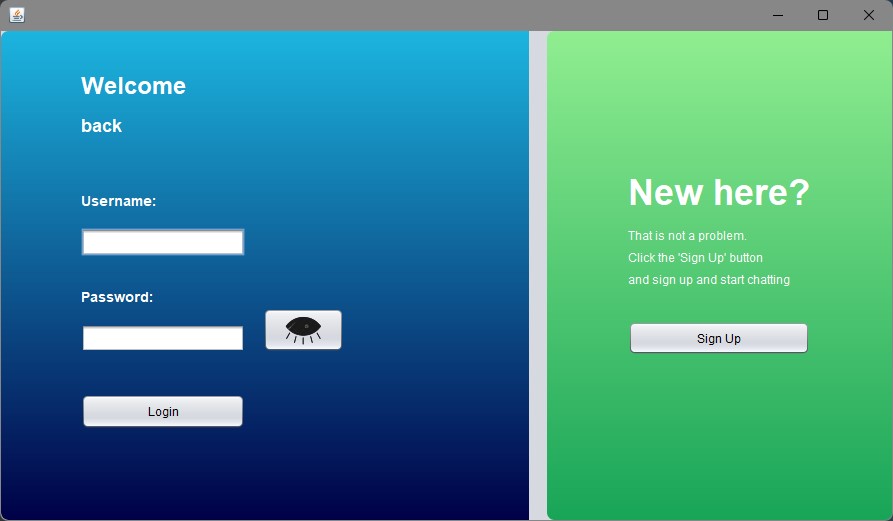 Welcome
back
Username:
Password:
Login
New here?
That is not a problem.
Click the 'Sign Up' button
and sign up and start chatting
Sign Up